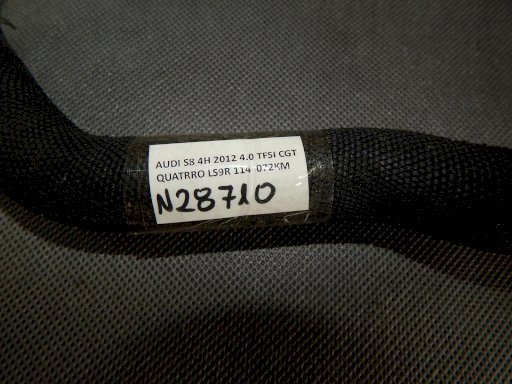 AUDI S8 4H 2012 4.0 TFSI CGT
QUATRRO LS9R 114 072KM
N28710